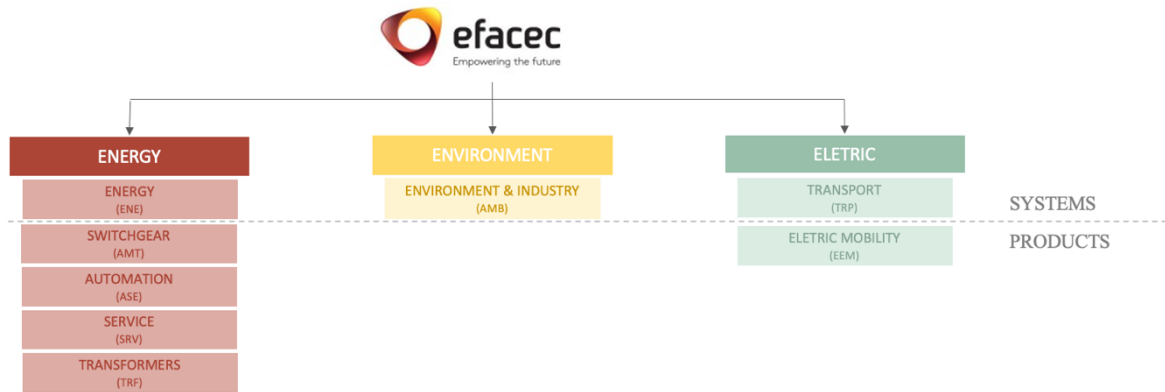 efacec
Empowering the future
ENERGY
ENVIRONMENT
ELETRIC
ENERGY
(ENE)
ENVIRONMENT & INDUSTRY
(AMB)
TRANSPORT
(TRP)
SYSTEMS
SWITCHGEAR
(AMT)
ELETRIC MOBILITY
(EEM)
PRODUCTS
AUTOMATION
(ASE)
SERVICE
(SRV)
TRANSFORMERS
(TRF)